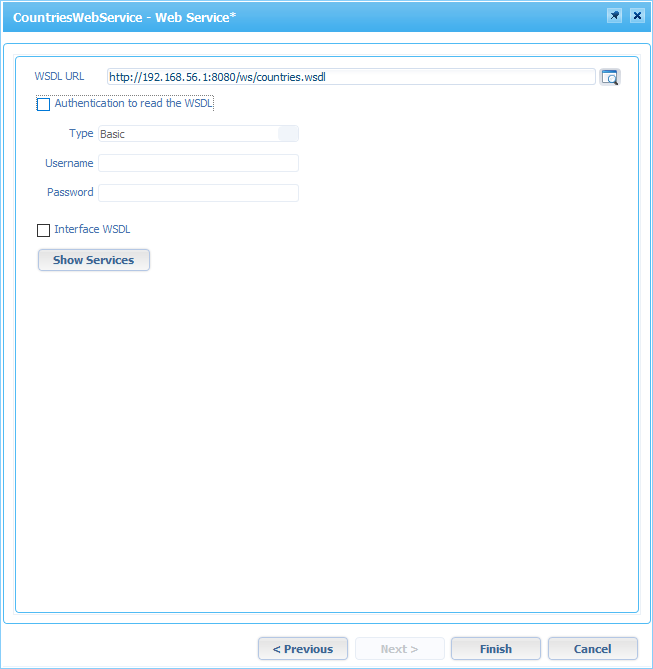 CountriesWebService - Web Service*
WSDL URL http://192.168.56.1:8080/ws/countries.wsdl
Authentication to read the WSDL
Type Basic
Username
Password
Interface WSDL
Show Services
< Previous Next > Finish Cancel